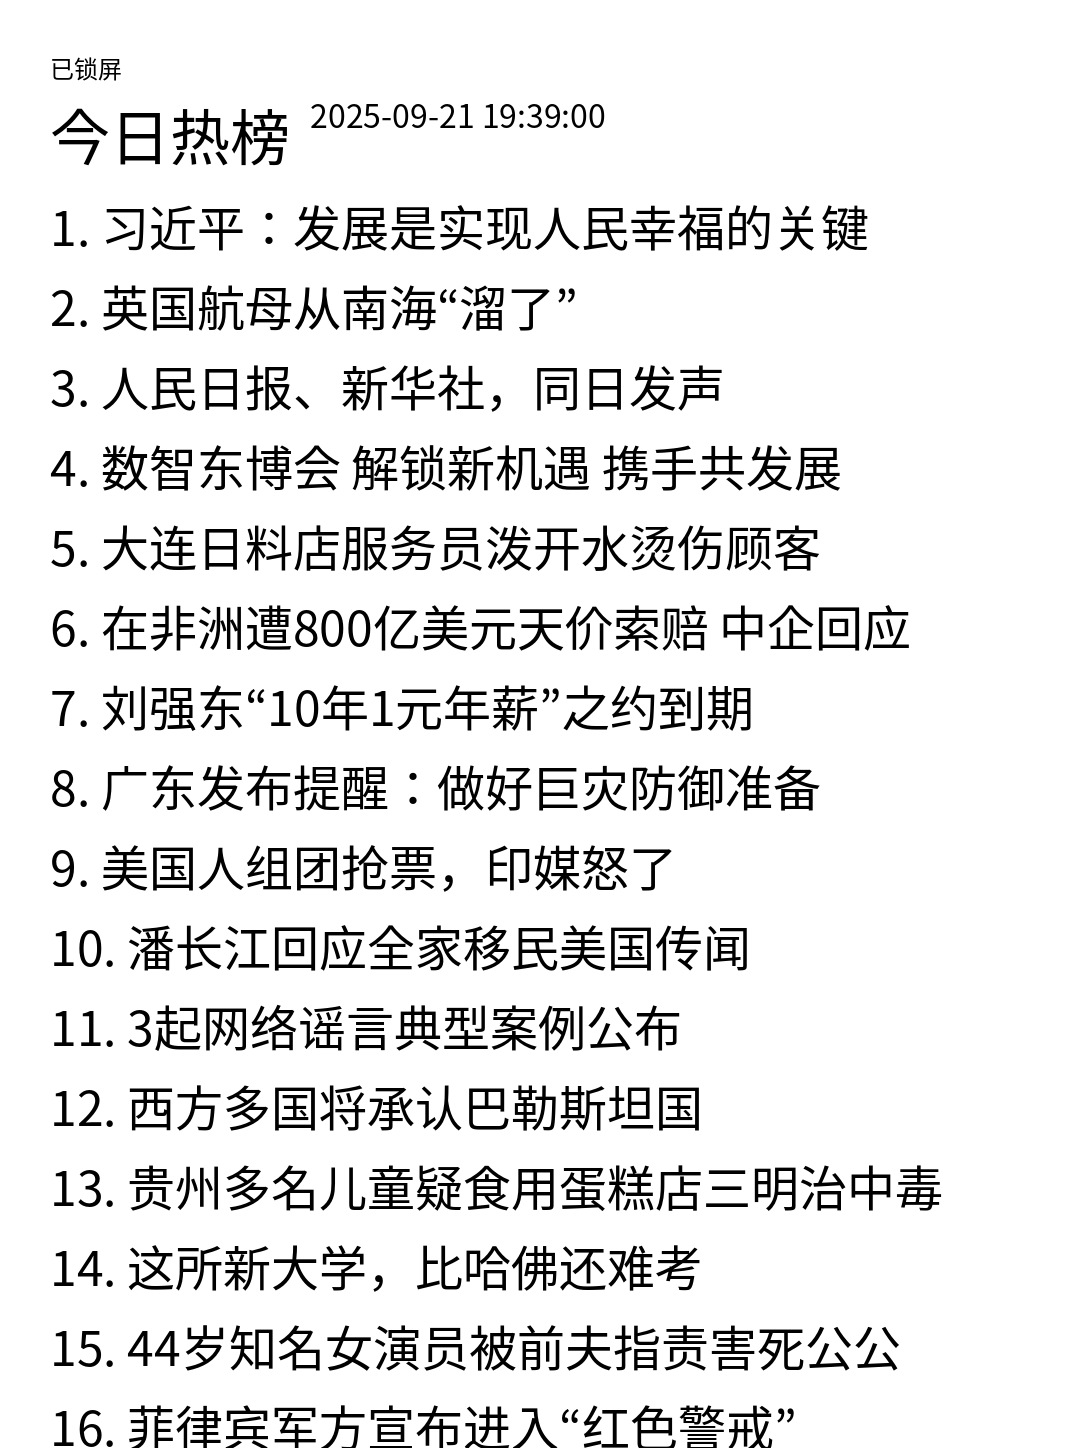 已锁屏
今日热榜 2025-09-21 19:39:00
1. 习近平：发展是实现人民幸福的关键
2. 英国航母从南海“溜了”
3. 人民日报、新华社，同日发声
4. 数智东博会 解锁新机遇 携手共发展
5. 大连日料店服务员泼开水烫伤顾客
6. 在非洲遭800亿美元天价索赔 中企回应
7. 刘强东“10年1元年薪”之约到期
8. 广东发布提醒：做好巨灾防御准备
9. 美国人组团抢票，印媒怒了
10. 潘长江回应全家移民美国传闻
11. 3起网络谣言典型案例公布
12. 西方多国将承认巴勒斯坦国
13. 贵州多名儿童疑食用蛋糕店三明治中毒
14. 这所新大学，比哈佛还难考
15. 44岁知名女演员被前夫指责害死公公
16. 菲律宾军方宣布进入“红色警戒”